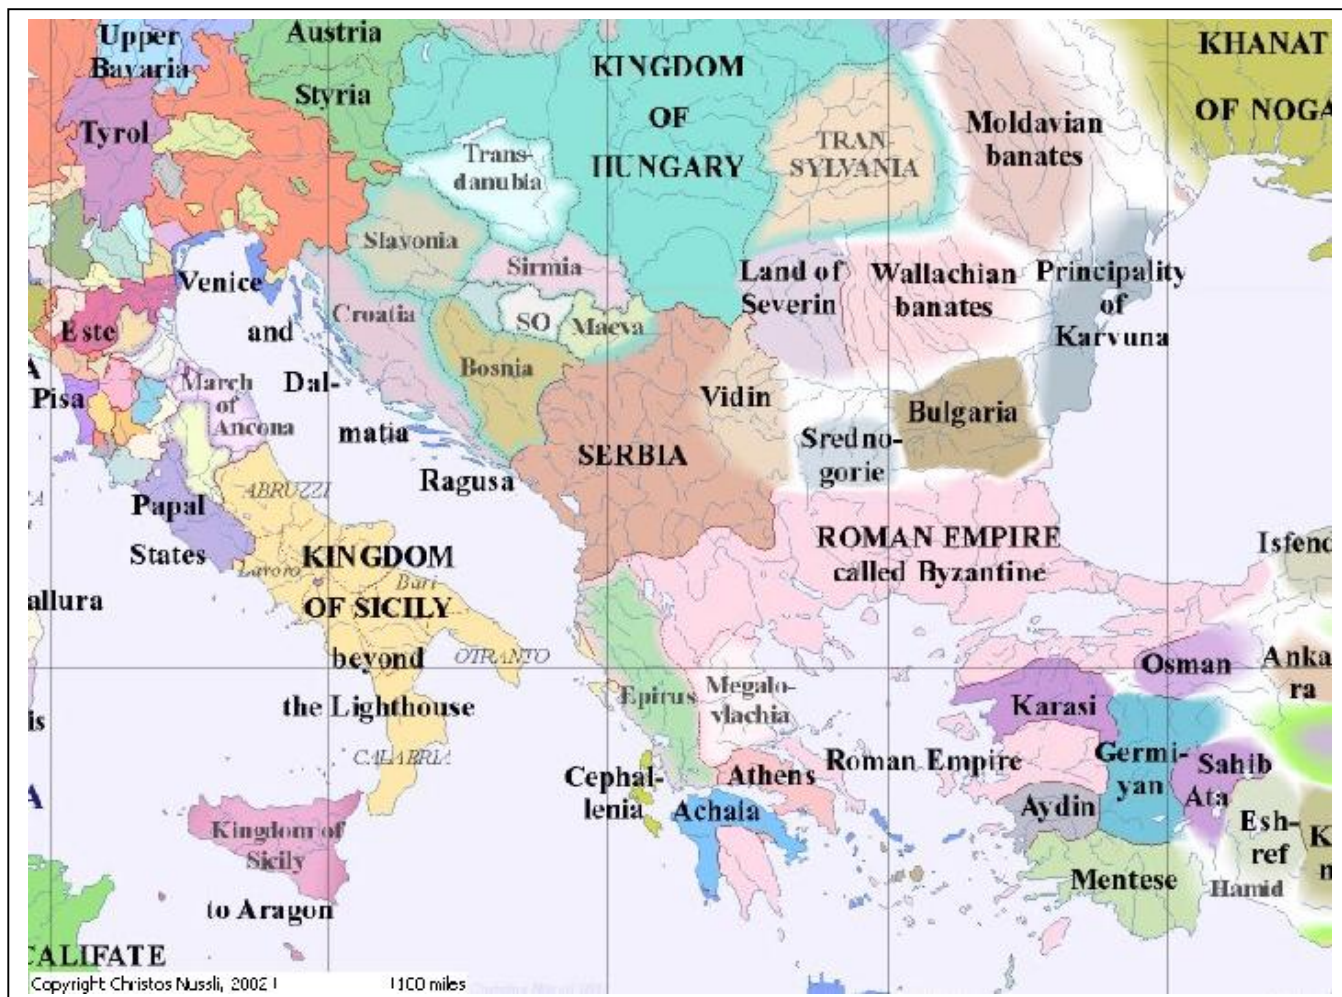 Upper
Bavaria
Austria
Styria
Tyrol
KINGDOM
OF
HUNGARY
Trans-
danubia
TRAN-
SYLVANIA
Moldavian
banates
KHANAT
OF NOGA
Slavonia
Sirmia
Croatia
SO
Macva
Bosnia
Land of
Severin
Wallachian
banates
Principality
of
Karvuna
Venice
and
Dal-
matia
Ragusa
Este
Pisa
March
of
Ancona
Papal
States
ABRUZZI
Lavoro
Bari
KINGDOM
OF SICILY
beyond
the Lighthouse
OTRANTO
CALABRIA
SERBIA
Vidin
Bulgaria
Sredno-
gorie
ROMAN EMPIRE
called Byzantine
Isfend
allura
is
A
A
Epirus
Megalo-
vlachia
Cephal-
lenia
Athens
Achaia
Roman Empire
Karasi
Osman
Anka
ra
Germi-
yan
Sahib
Ata
Aydin
Esh-
ref
K
n
Mentese
Hamid
Kingdom of
Sicily
to Aragon
CALIFATE
Copyright Christos Nussli, 2002
100 miles